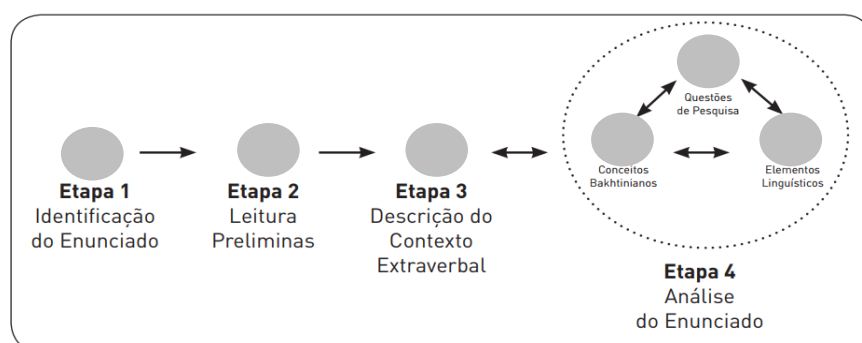 Etapa 1
Identificação
do Enunciado
Etapa 2
Leitura
Preliminas
Etapa 3
Descrição do
Contexto
Extraverbal
Questões
de Pesquisa
Conceitos
Bakhtinianos
Elementos
Linguísticos
Etapa 4
Análise
do Enunciado